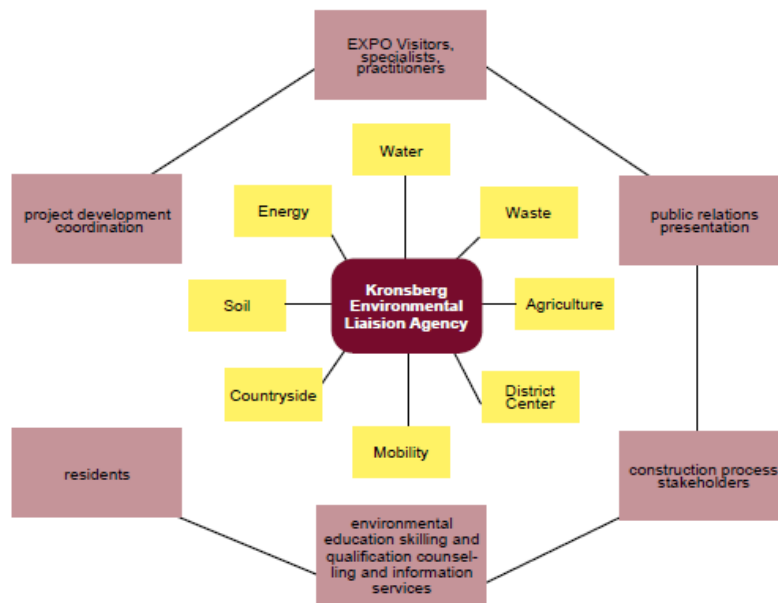 EXPO Visitors,
specialists,
practitioners
Water
Energy
Waste
project development
coordination
public relations
presentation
Kronsberg
Environmental
Liaision Agency
Soil
Agriculture
Countryside
District
Center
Mobility
residents
construction process
stakeholders
environmental
education skilling and
qualification counsel-
ling and information
services